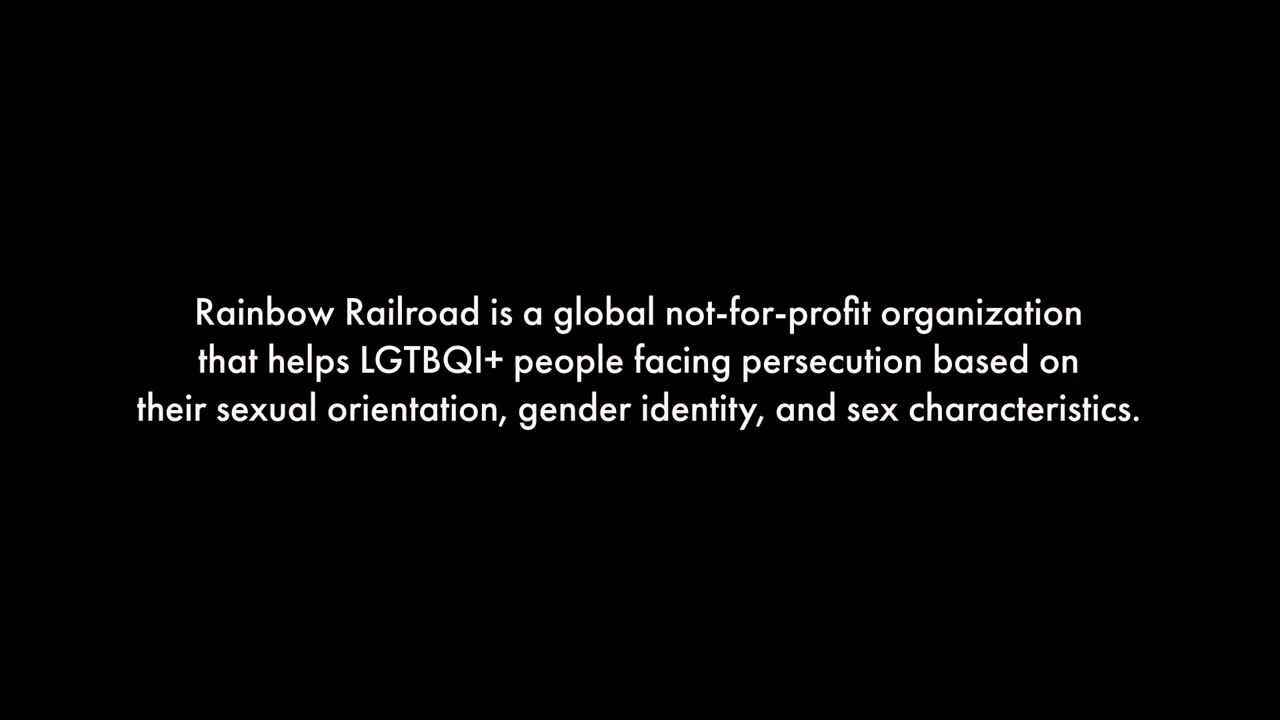 Rainbow Railroad is a global not-for-profit organization
that helps LGTBQI+ people facing persecution based on
their sexual orientation, gender identity, and sex characteristics.